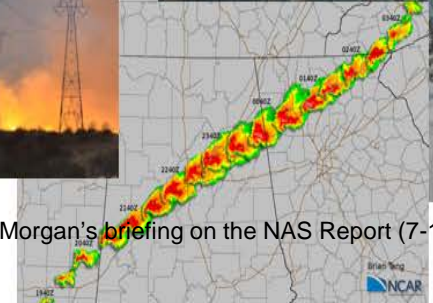 0340Z
0240Z
0140Z
0040Z
2340Z
2240Z
2140Z
Morgan's briefing on the NAS Report (7-1
2040Z
Brian Tang
NCAR
1940Z